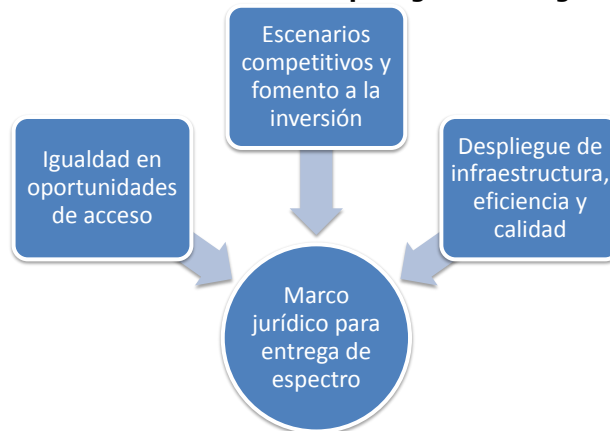 Escenarios
competitivos y
fomento a la
inversión
Igualdad en
oportunidades
de acceso
Despliegue de
infraestructura,
eficiencia y
calidad
Marco
jurídico para
entrega de
espectro